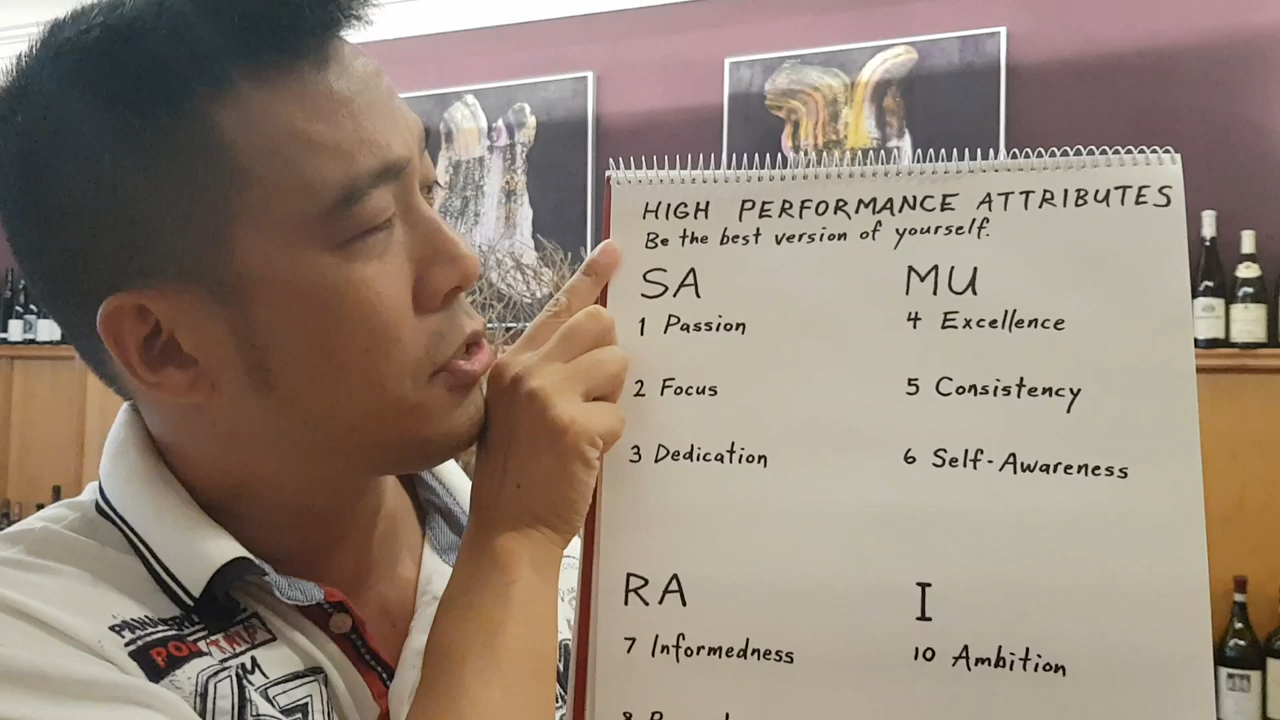 HIGH PERFORMANCE ATTRIBUTES
Be the best version of yourself.
SA
1 Passion
2 Focus
3 Dedication
MU
4 Excellence
5 Consistency
6 Self-Awareness
RA
7 Informedness
8
I
10 Ambition